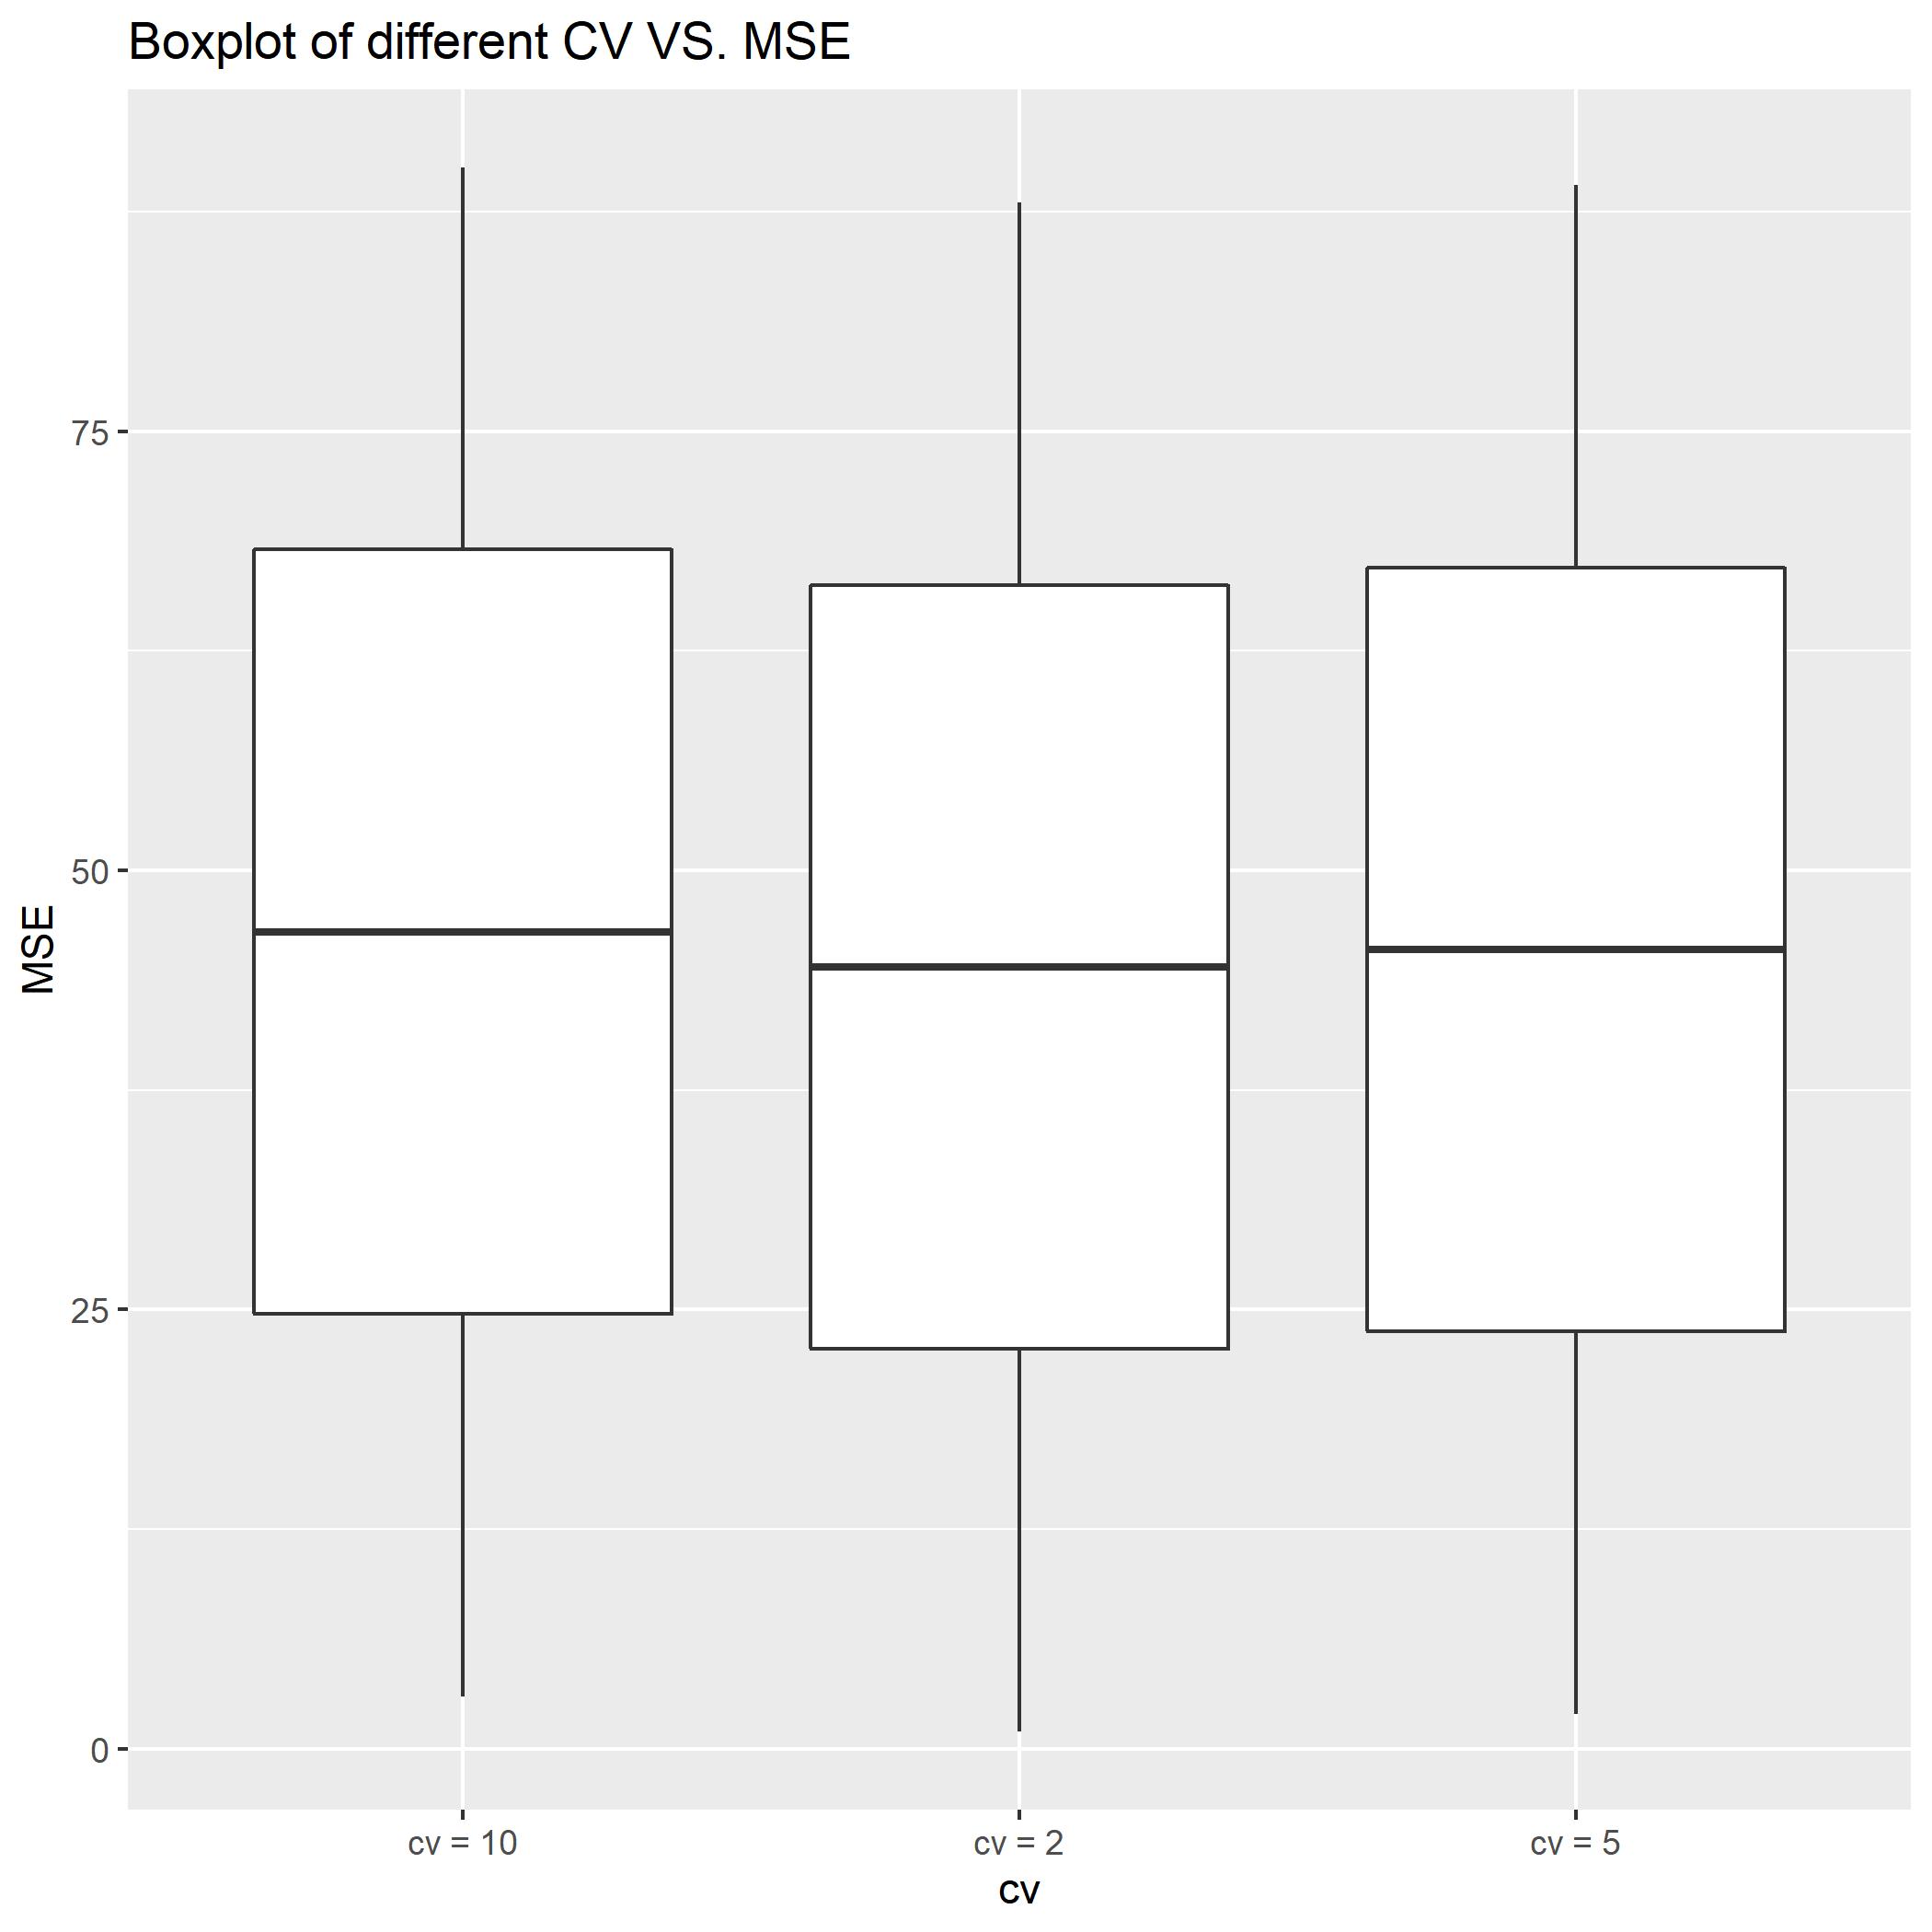 Boxplot of different CV VS. MSE
MSE
75
50
25
0
cv = 10
cv = 2
cv = 5
cv